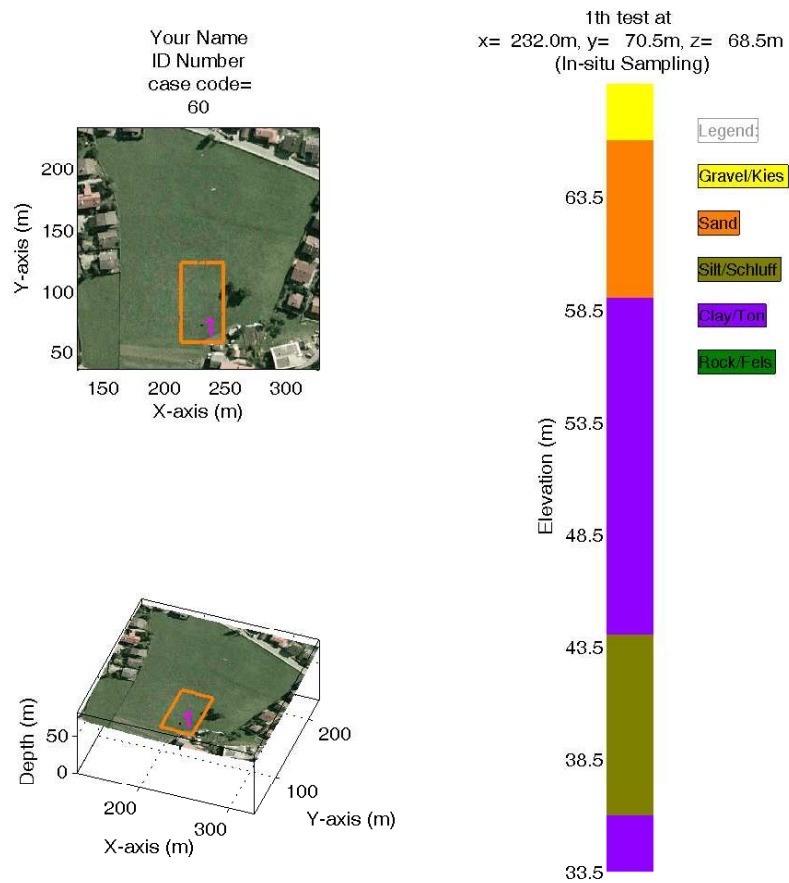 Your Name
ID Number
case code=
60
200
150
100
50
Y-axis (m)
150 200 250 300
X-axis (m)
1
50
0
Depth (m)
200
300
X-axis (m)
100
200
Y-axis (m)
1
1th test at
x= 232.0m, y= 70.5m, z= 68.5m
(In-situ Sampling)
63.5
58.5
53.5
48.5
43.5
38.5
33.5
Elevation (m)
Legend:
Gravel/Kies
Sand
Silt/Schluff
Clay/Ton
Rock/Fels